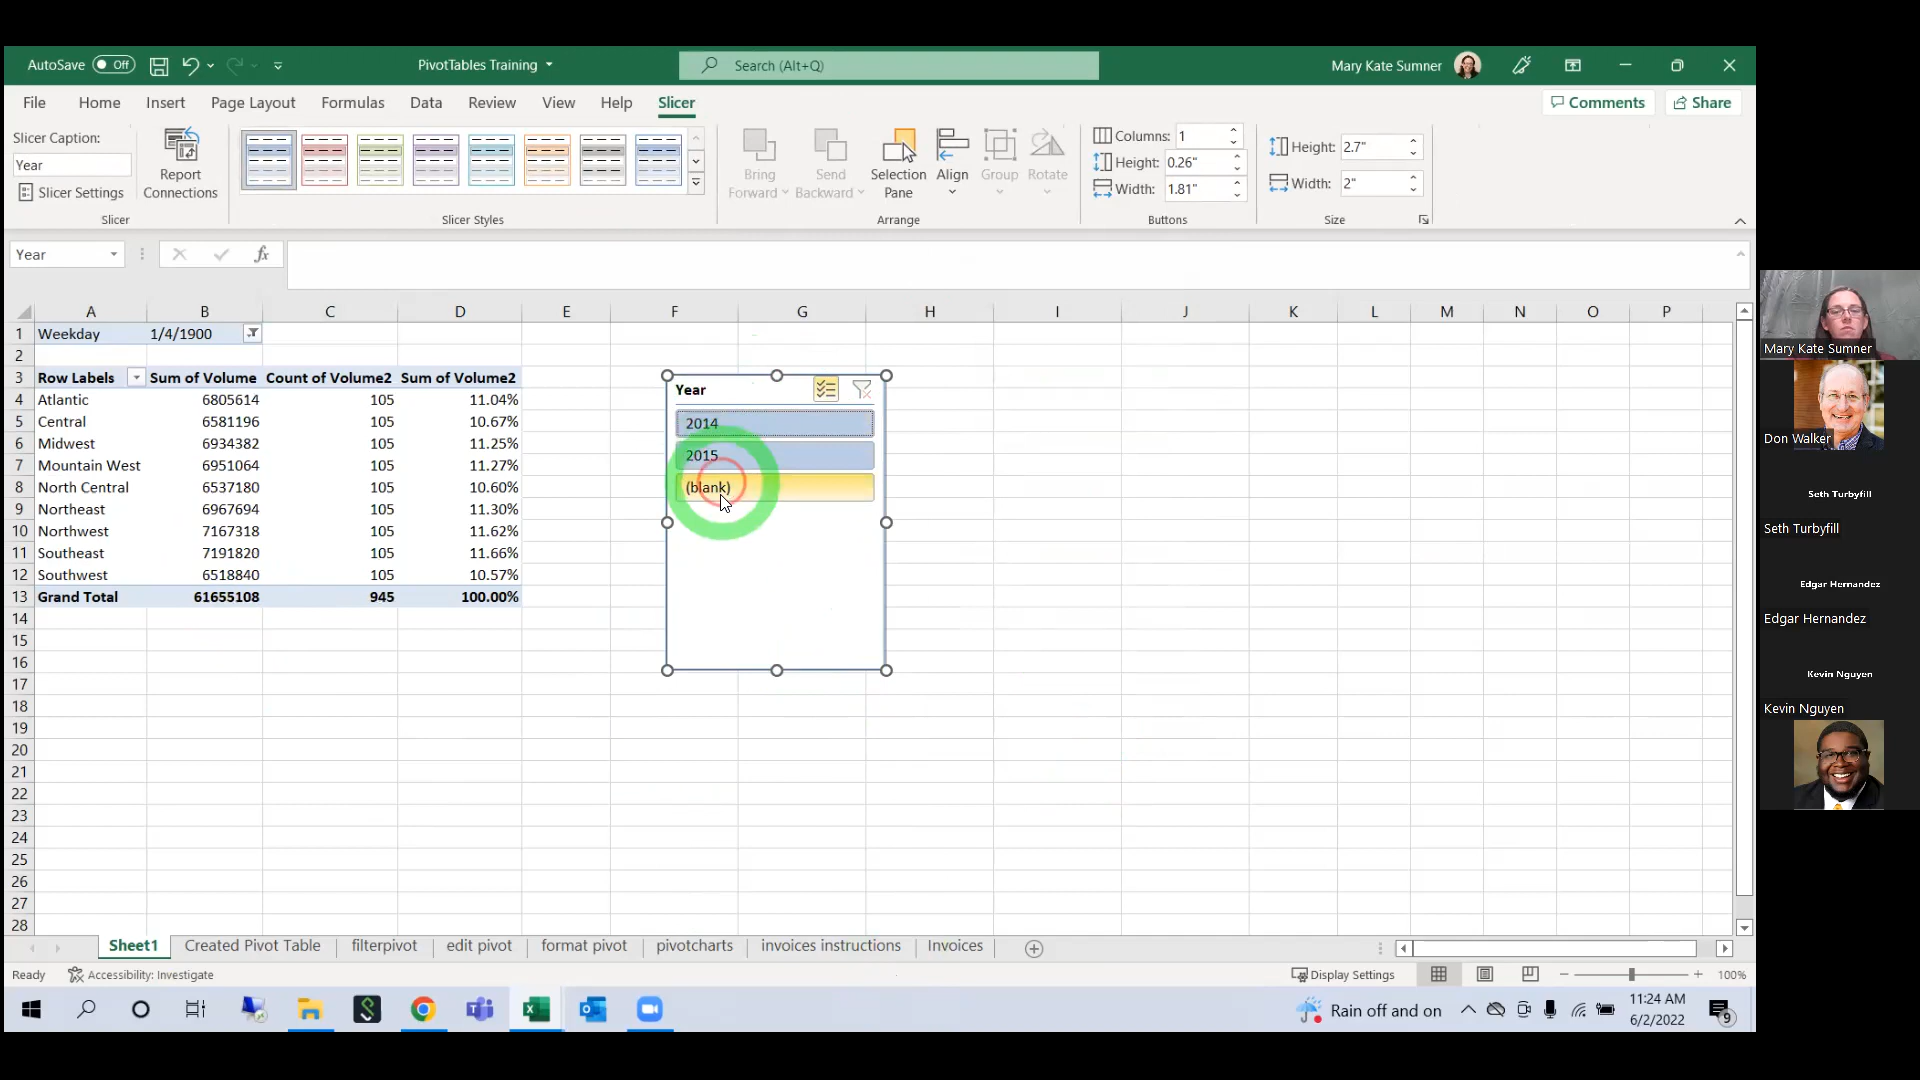 AutoSave Off PivotTables Training Search (Alt+Q) Mary Kate Sumner
File Home Insert Page Layout Formulas Data Review View Help Slicer Comments Share
Slicer Caption:
Year
Slicer Settings
Report
Connections
Slicer
Slicer Styles
Bring
Forward
Send
Backward
Selection
Pane
Align
Group
Rotate
Arrange
Columns: 1
Height: 0.26"
Width: 1.81"
Buttons
Height: 2.7"
Width: 2"
Size
Year fx
A B C D E F G H I J K L M N O P
1 Weekday 1/4/1900
2
3 Row Labels Sum of Volume Count of Volume2 Sum of Volume2
4 Atlantic 6805614 105 11.04%
5 Central 6581196 105 10.67%
6 Midwest 6934382 105 11.25%
7 Mountain West 6951064 105 11.27%
8 North Central 6537180 105 10.60%
9 Northeast 6967694 105 11.30%
10 Northwest 7167318 105 11.62%
11 Southeast 7191820 105 11.66%
12 Southwest 6518840 105 10.57%
13 Grand Total 61655108 945 100.00%
14
15
16
17
18
19
20
21
22
23
24
25
26
27
28
Year
2014
2015
(blank)
Sheet1 Created Pivot Table filterpivot edit pivot format pivot pivotcharts invoices instructions Invoices
Ready Accessibility: Investigate Display Settings 100%
Rain off and on
11:24 AM
6/2/2022
9
Mary Kate Sumner
Don Walker
Seth Turbyfill
Seth Turbyfill
Edgar Hernandez
Edgar Hernandez
Kevin Nguyen
Kevin Nguyen